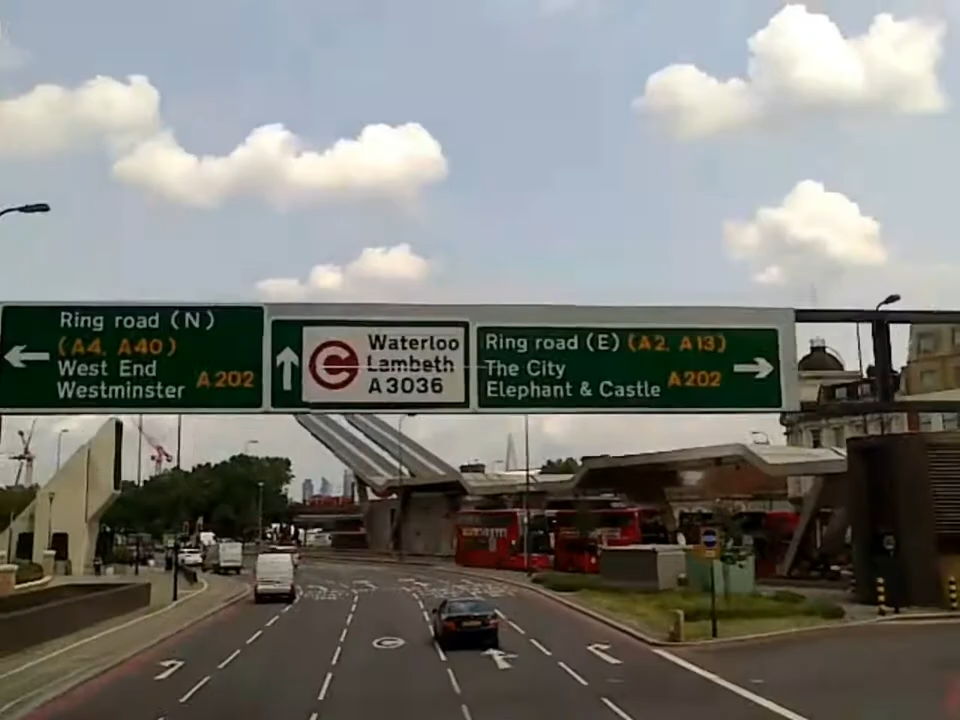 Ring road (N)
(A4, A40)
West End
Westminster A202
C
Waterloo
Lambeth
A3036
Ring road (E) (A2, A13)
The City
Elephant & Castle A202
C